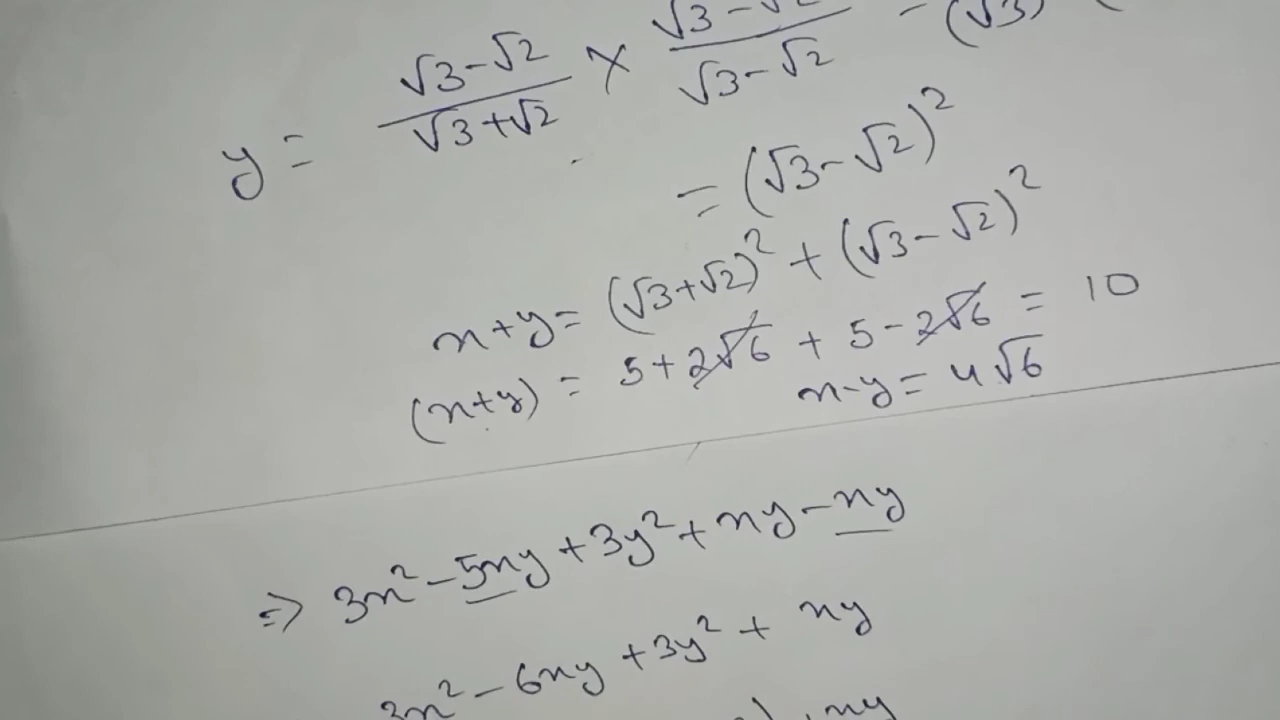 y = (√3-√2)/(√3+√2) × (√3-√2)/(√3-√2)
= (√3-√2)²
x+y = (√3+√2)² + (√3-√2)²
(x+y) = 5+2√6 + 5-2√6 = 10
x-y = 4√6
⇒ 3x² - 5xy + 3y² + xy - xy
3x² - 6xy + 3y² + xy
xy